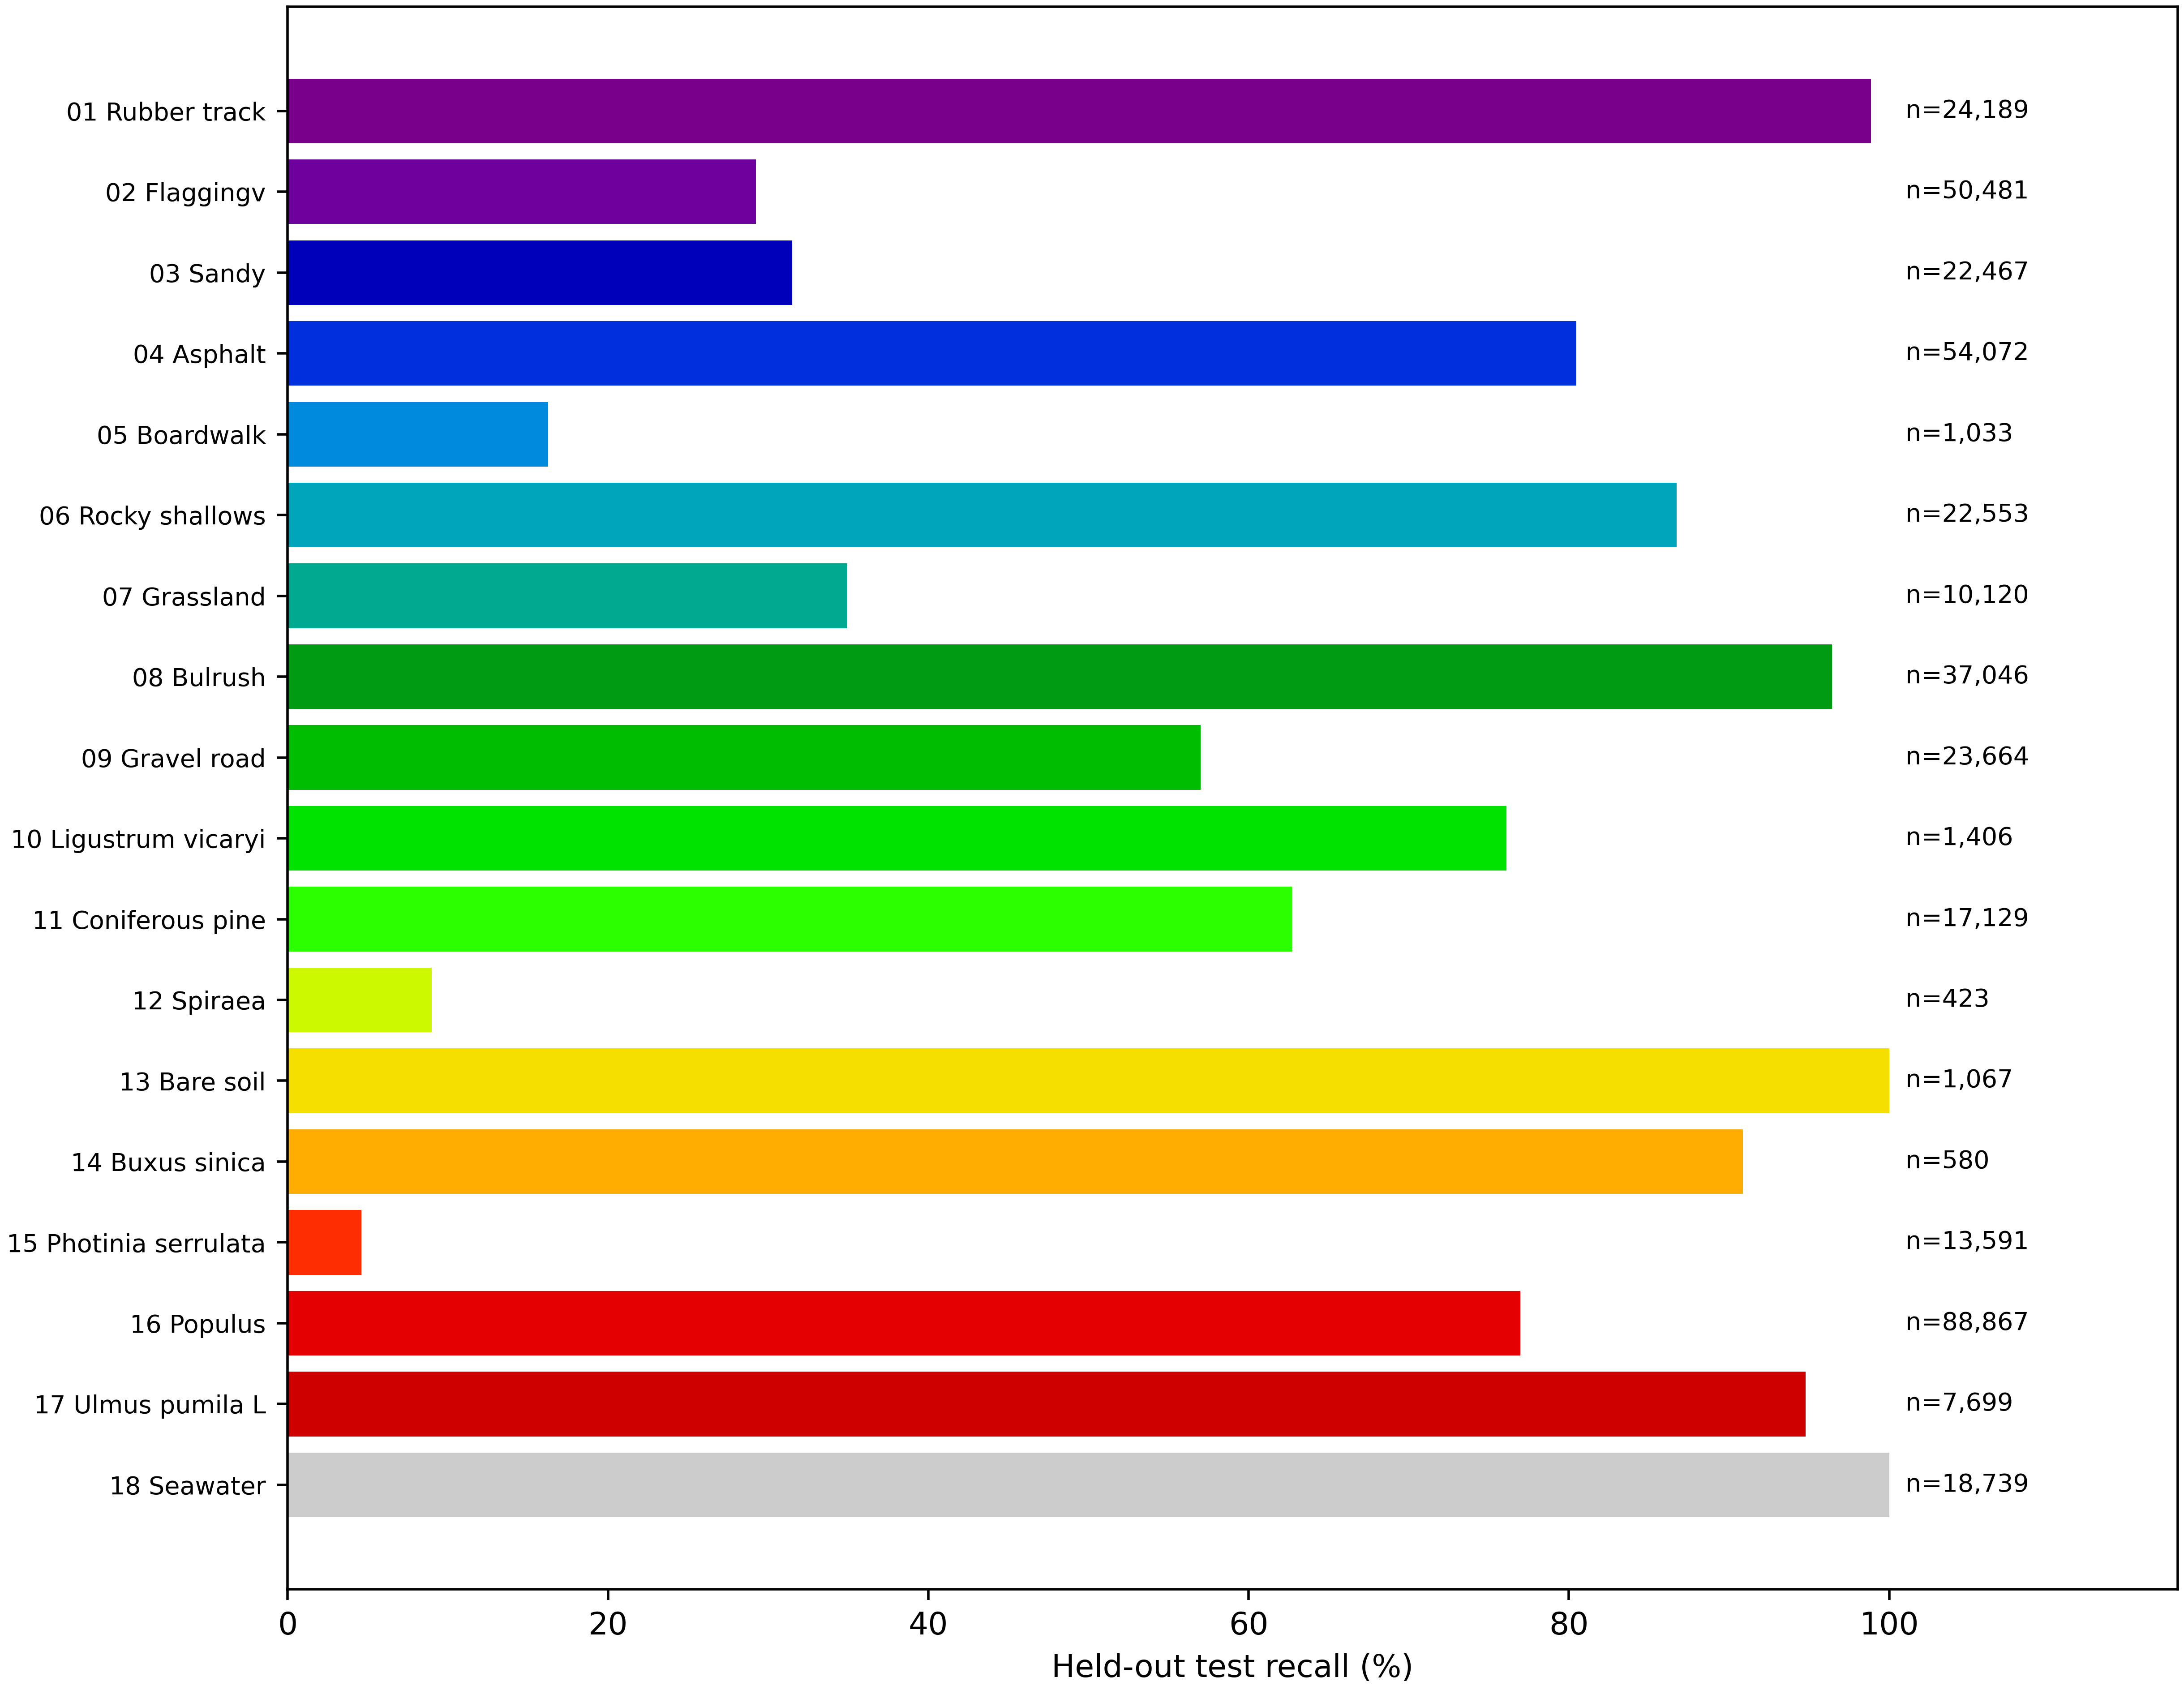 01 Rubber track n=24,189
02 Flaggingv n=50,481
03 Sandy n=22,467
04 Asphalt n=54,072
05 Boardwalk n=1,033
06 Rocky shallows n=22,553
07 Grassland n=10,120
08 Bulrush n=37,046
09 Gravel road n=23,664
10 Ligustrum vicaryi n=1,406
11 Coniferous pine n=17,129
12 Spiraea n=423
13 Bare soil n=1,067
14 Buxus sinica n=580
15 Photinia serrulata n=13,591
16 Populus n=88,867
17 Ulmus pumila L n=7,699
18 Seawater n=18,739
0 20 40 60 80 100
Held-out test recall (%)